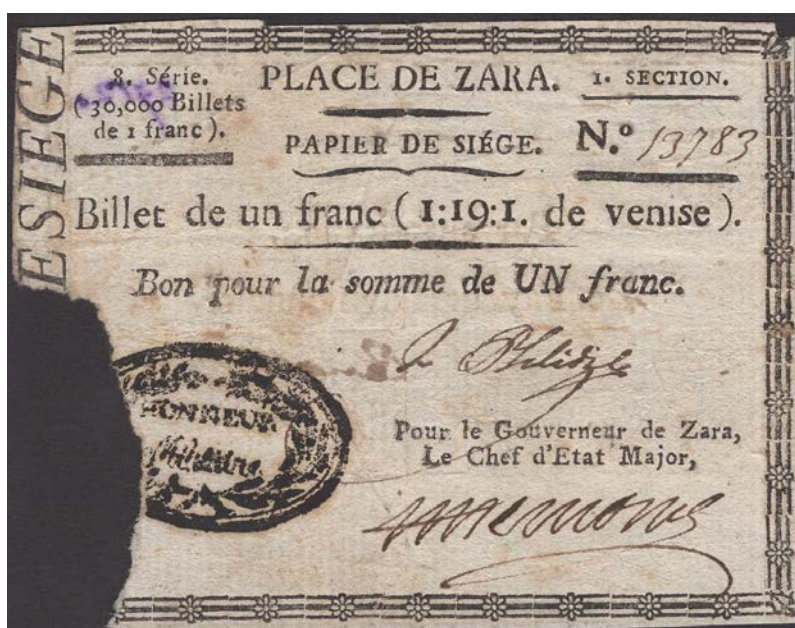 ESIEGE
8. Série.
(30,000 Billets
de 1 franc).
PLACE DE ZARA.
PAPIER DE SIÉGE.
1. SECTION.
N.º 13783
Billet de un franc (1:19:1. de venise).
Bon pour la somme de UN franc.
HONNEUR
Militaire
Pour le Gouverneur de Zara,
Le Chef d'Etat Major,